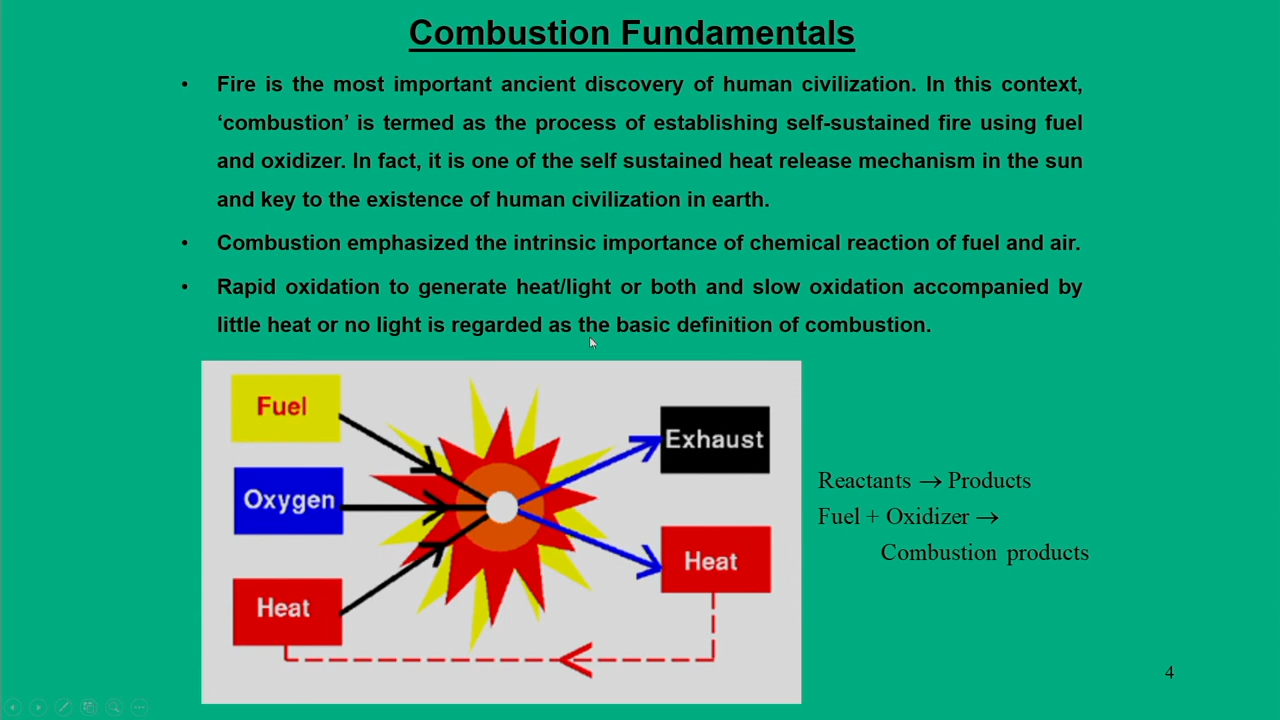 Combustion Fundamentals
• Fire is the most important ancient discovery of human civilization. In this context,
‘combustion’ is termed as the process of establishing self-sustained fire using fuel
and oxidizer. In fact, it is one of the self sustained heat release mechanism in the sun
and key to the existence of human civilization in earth.
• Combustion emphasized the intrinsic importance of chemical reaction of fuel and air.
• Rapid oxidation to generate heat/light or both and slow oxidation accompanied by
little heat or no light is regarded as the basic definition of combustion.
Fuel
Oxygen
Heat
Exhaust
Heat
Reactants → Products
Fuel + Oxidizer →
Combustion products
4